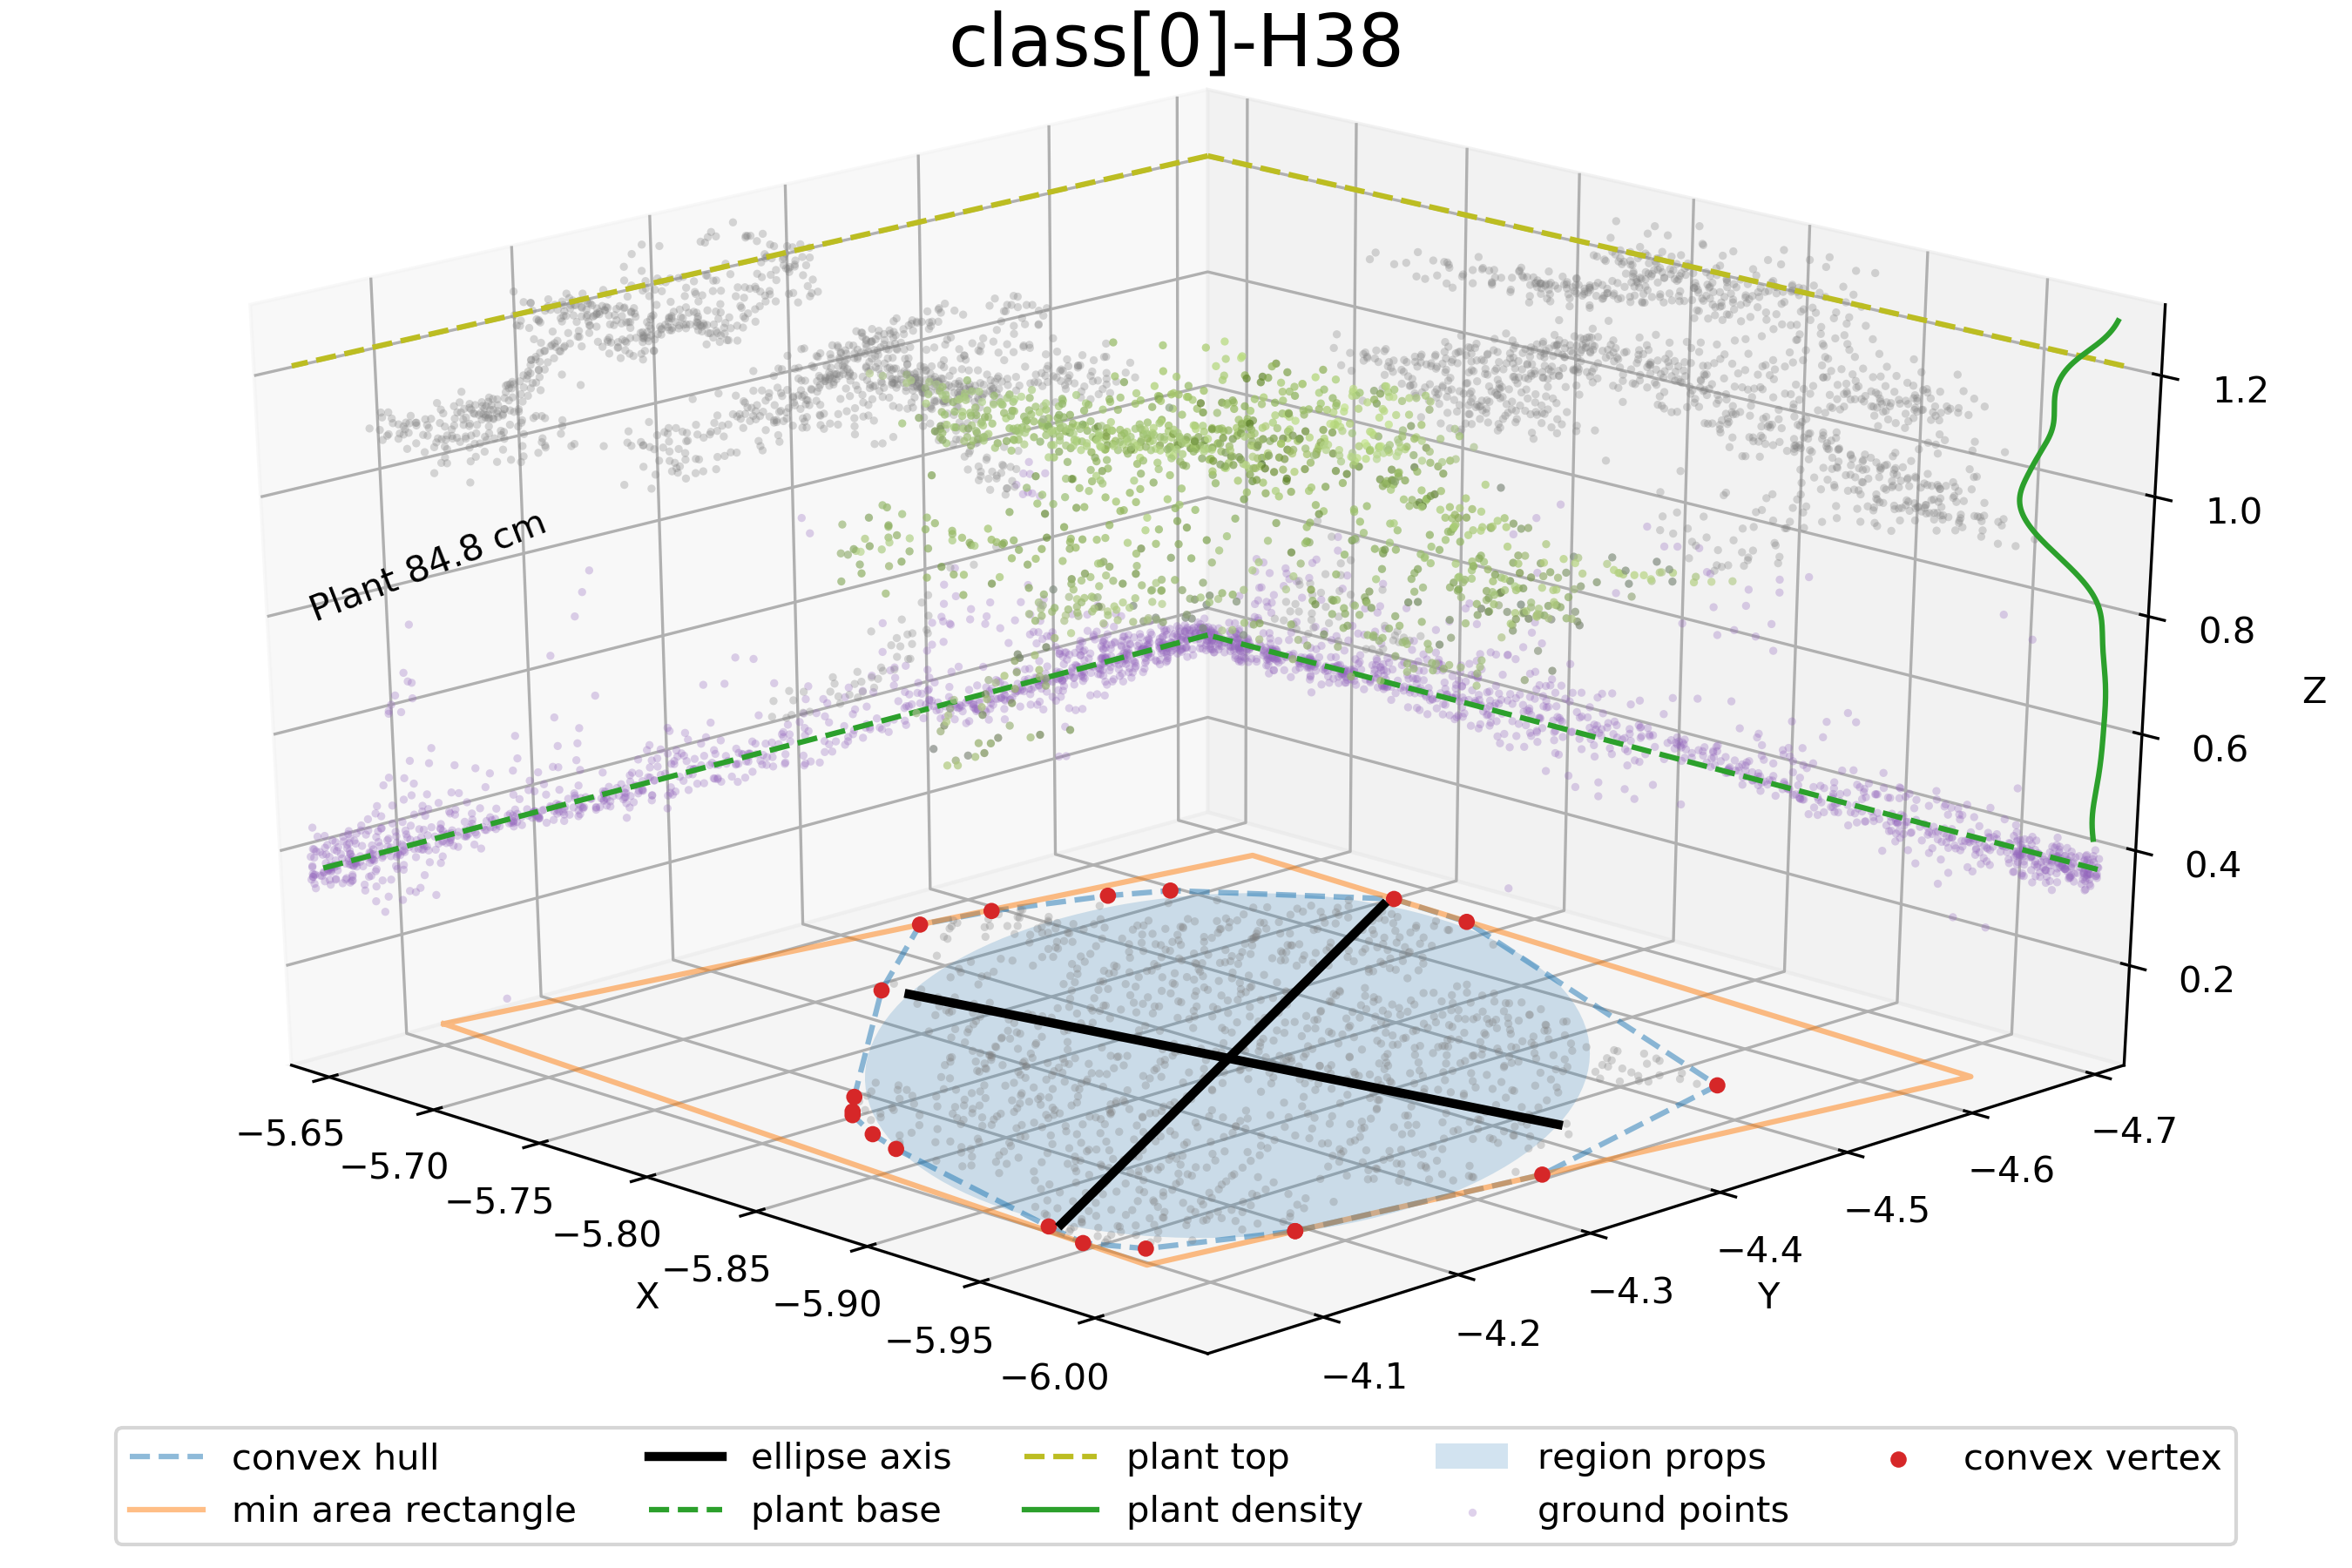 class[0]-H38
Plant 84.8 cm
1.2
1.0
0.8
0.6
0.4
0.2
Z
−5.65
−5.70
−5.75
−5.80
−5.85
−5.90
−5.95
−6.00
X
−4.7
−4.6
−4.5
−4.4
−4.3
−4.2
−4.1
Y
convex hull
ellipse axis
plant top
region props
convex vertex
min area rectangle
plant base
plant density
ground points